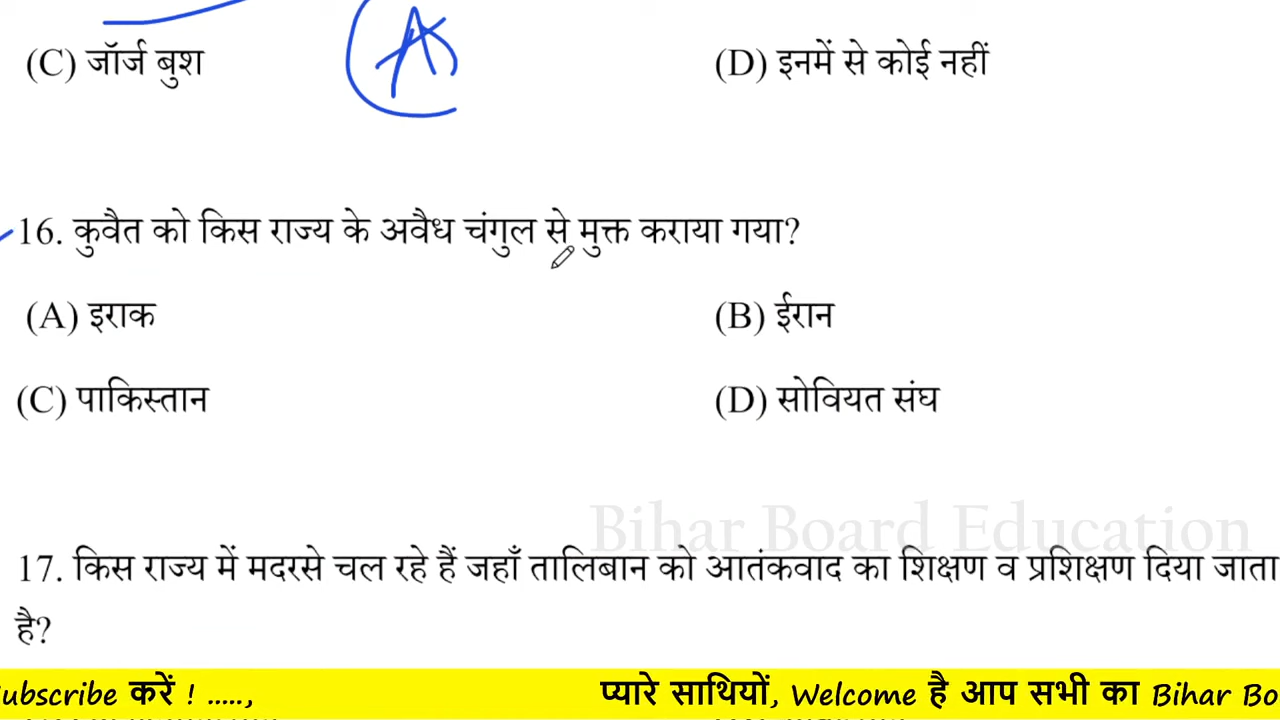 (C) जॉर्ज बुश (D) इनमें से कोई नहीं
A
16. कुवैत को किस राज्य के अवैध चंगुल से मुक्त कराया गया?
(A) इराक (B) ईरान
(C) पाकिस्तान (D) सोवियत संघ
Bihar Board Education
17. किस राज्य में मदरसे चल रहे हैं जहाँ तालिबान को आतंकवाद का शिक्षण व प्रशिक्षण दिया जाता
है?
ubscribe करें ! ....., प्यारे साथियों, Welcome है आप सभी का Bihar Bo